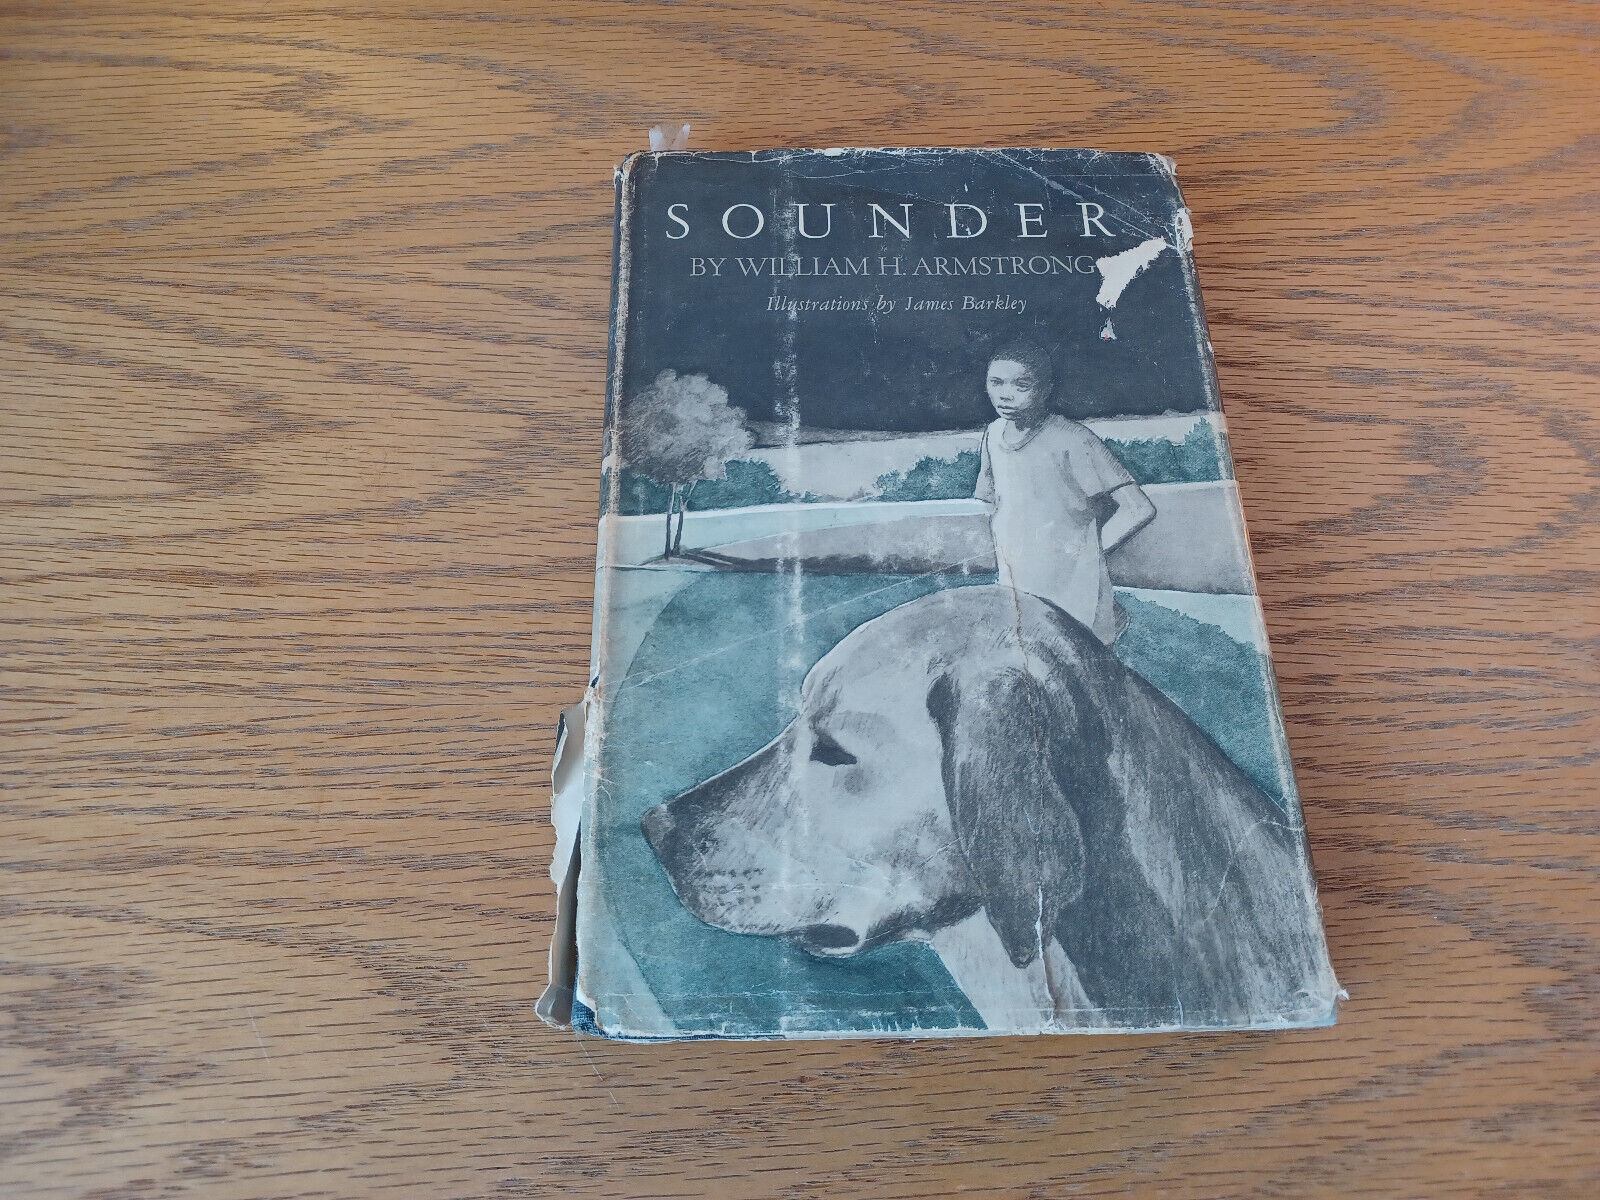 SOUNDER
BY WILLIAM H. ARMSTRONG
Illustrations by James Barkley